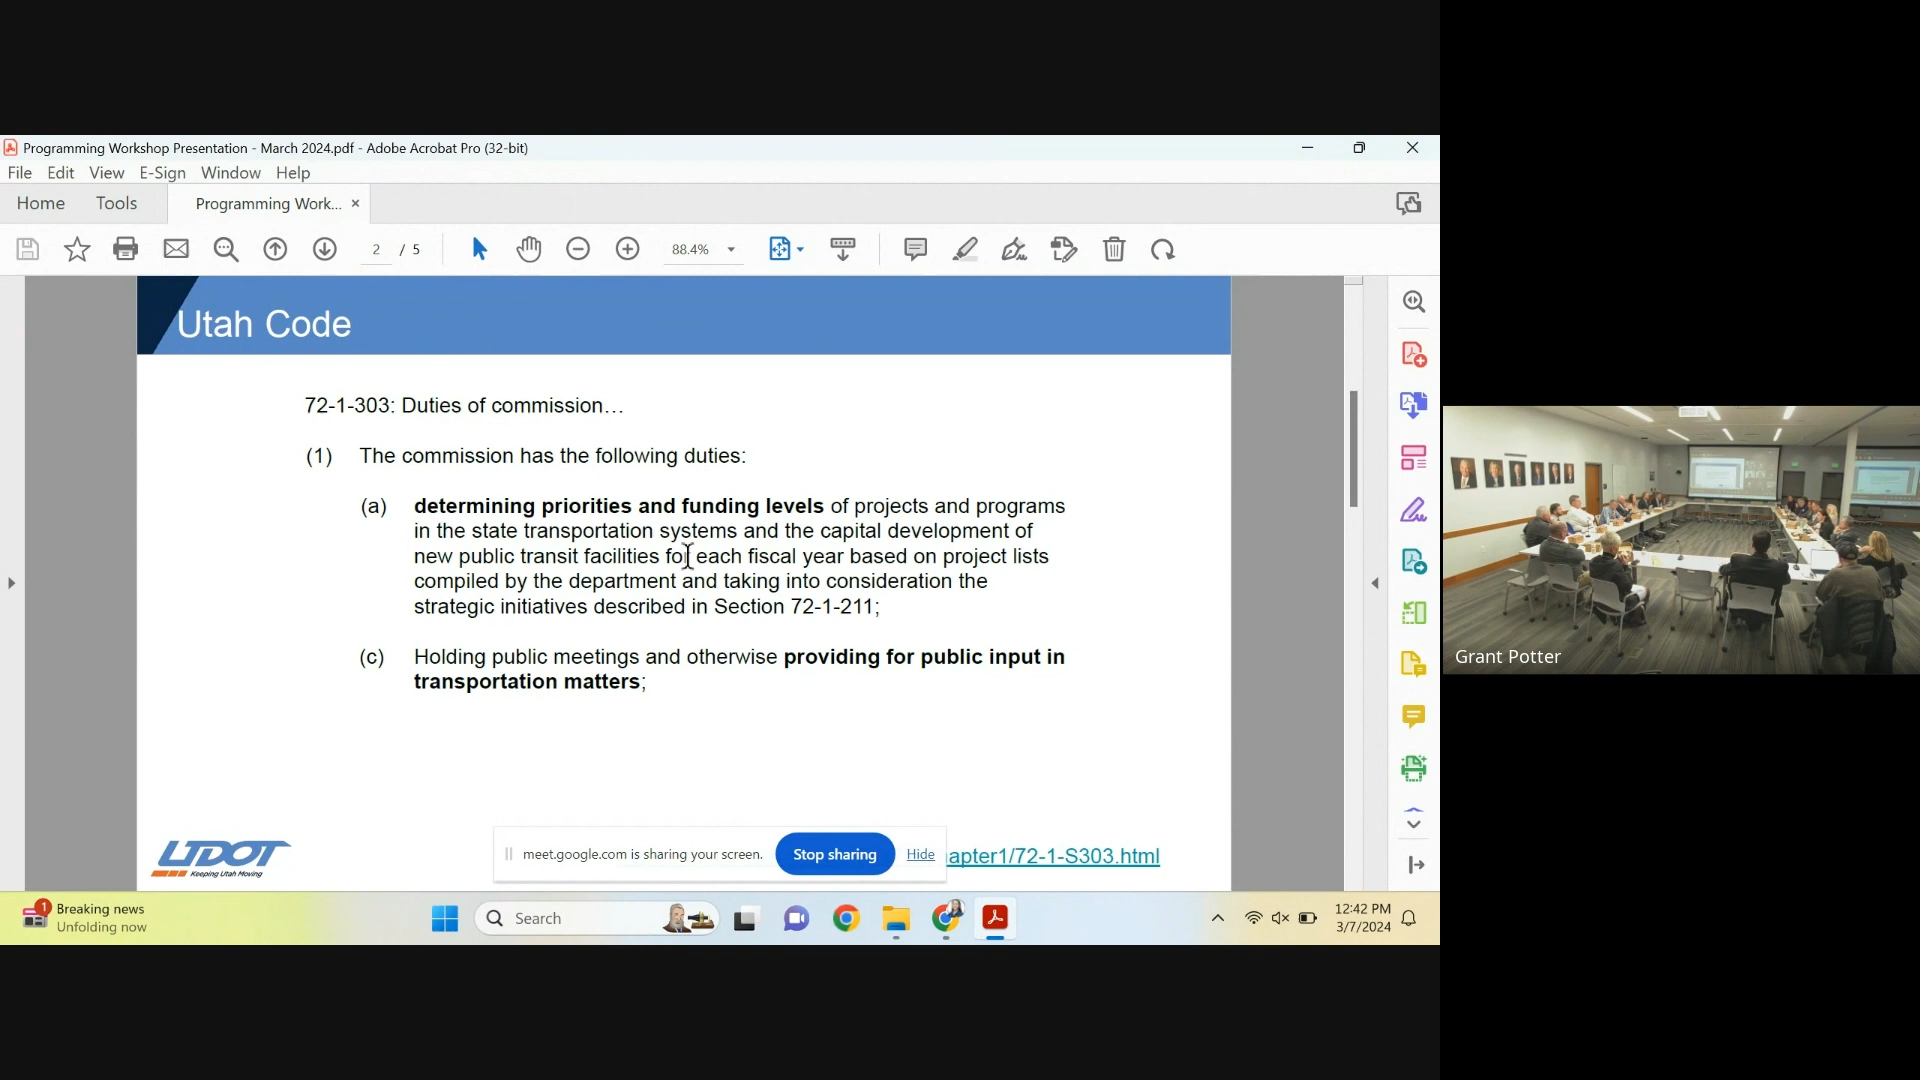 Programming Workshop Presentation - March 2024.pdf - Adobe Acrobat Pro (32-bit)
File Edit View E-Sign Window Help
Home Tools Programming Work... ×
2 / 5 88.4%
Utah Code
72-1-303: Duties of commission…
(1) The commission has the following duties:
(a) determining priorities and funding levels of projects and programs
in the state transportation systems and the capital development of
new public transit facilities for each fiscal year based on project lists
compiled by the department and taking into consideration the
strategic initiatives described in Section 72-1-211;
(c) Holding public meetings and otherwise providing for public input in
transportation matters;
UDOT
Keeping Utah Moving
meet.google.com is sharing your screen. Stop sharing Hide
apter1/72-1-S303.html
Grant Potter
1
Breaking news
Unfolding now
Search
12:42 PM
3/7/2024